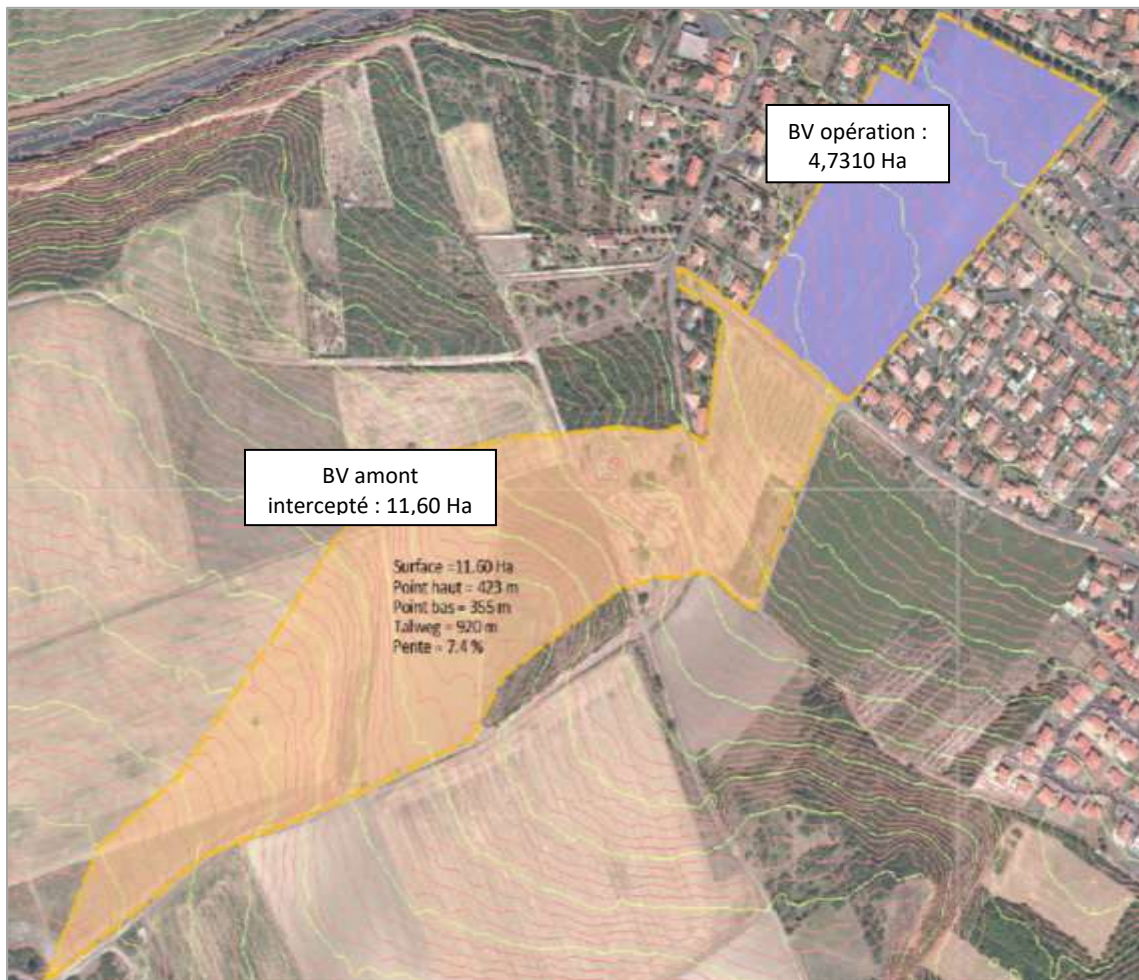 BV opération :
4,7310 Ha
BV amont
intercepté : 11,60 Ha
Surface =11.60 Ha
Point haut = 423 m
Point bas = 355 m
Talweg = 920 m
Pente = 7.4 %